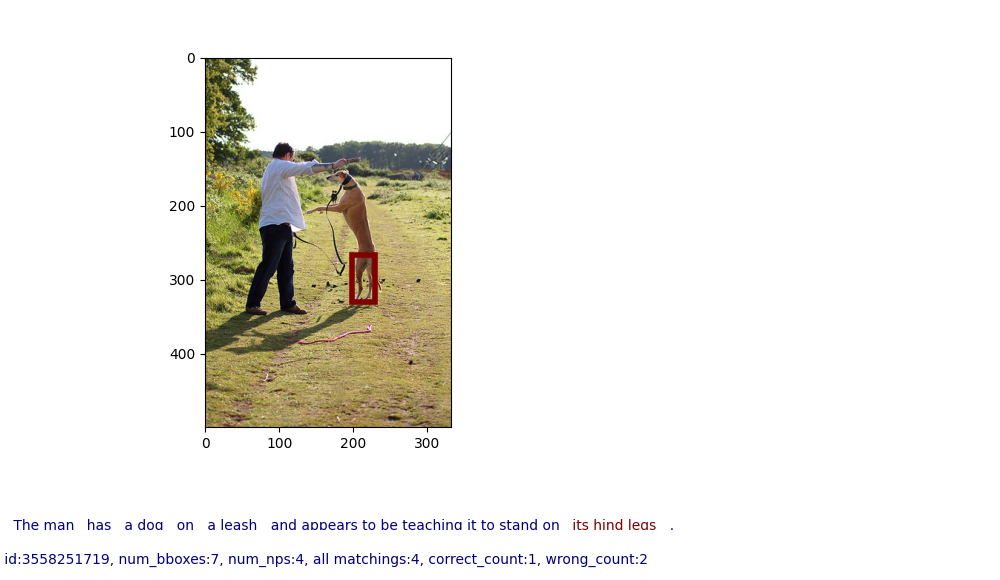 0
100
200
300
400
0 100 200 300
The man has a dog on a leash and appears to be teaching it to stand on its hind legs .
id:3558251719, num_bboxes:7, num_nps:4, all matchings:4, correct_count:1, wrong_count:2